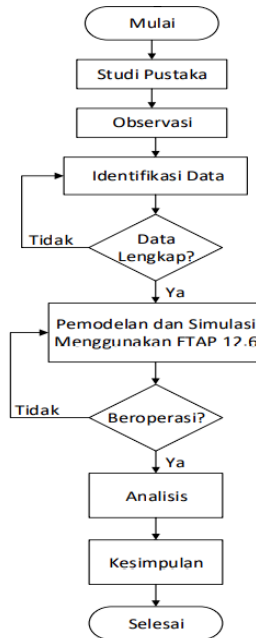 Mulai
Studi Pustaka
Observasi
Identifikasi Data
Tidak
Data
Lengkap?
Ya
Pemodelan dan Simulasi
Menggunakan FTAP 12.6
Tidak
Beroperasi?
Ya
Analisis
Kesimpulan
Selesai